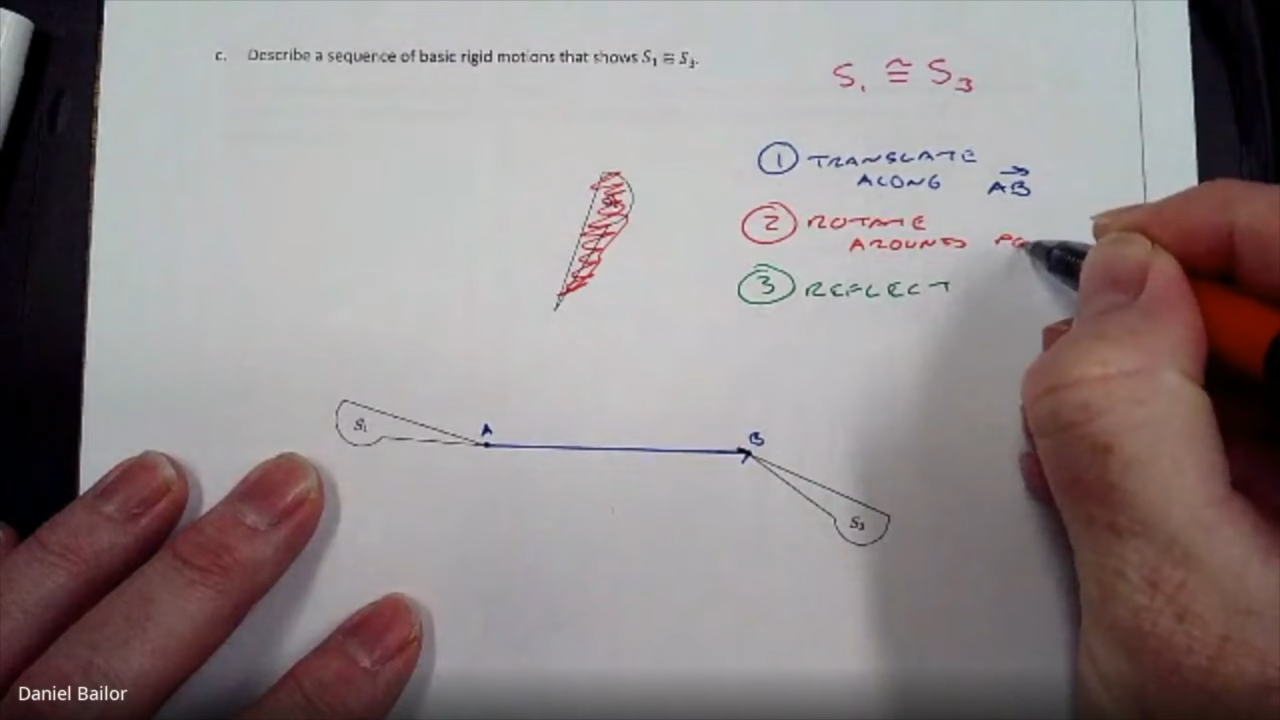 c. Describe a sequence of basic rigid motions that shows S₁ ≅ S₃.
S₁ ≅ S₃
① TRANSLATE
ALONG AB
② ROTATE
AROUND PO
③ REFLECT
S₁
A
B
S₃
Daniel Bailor